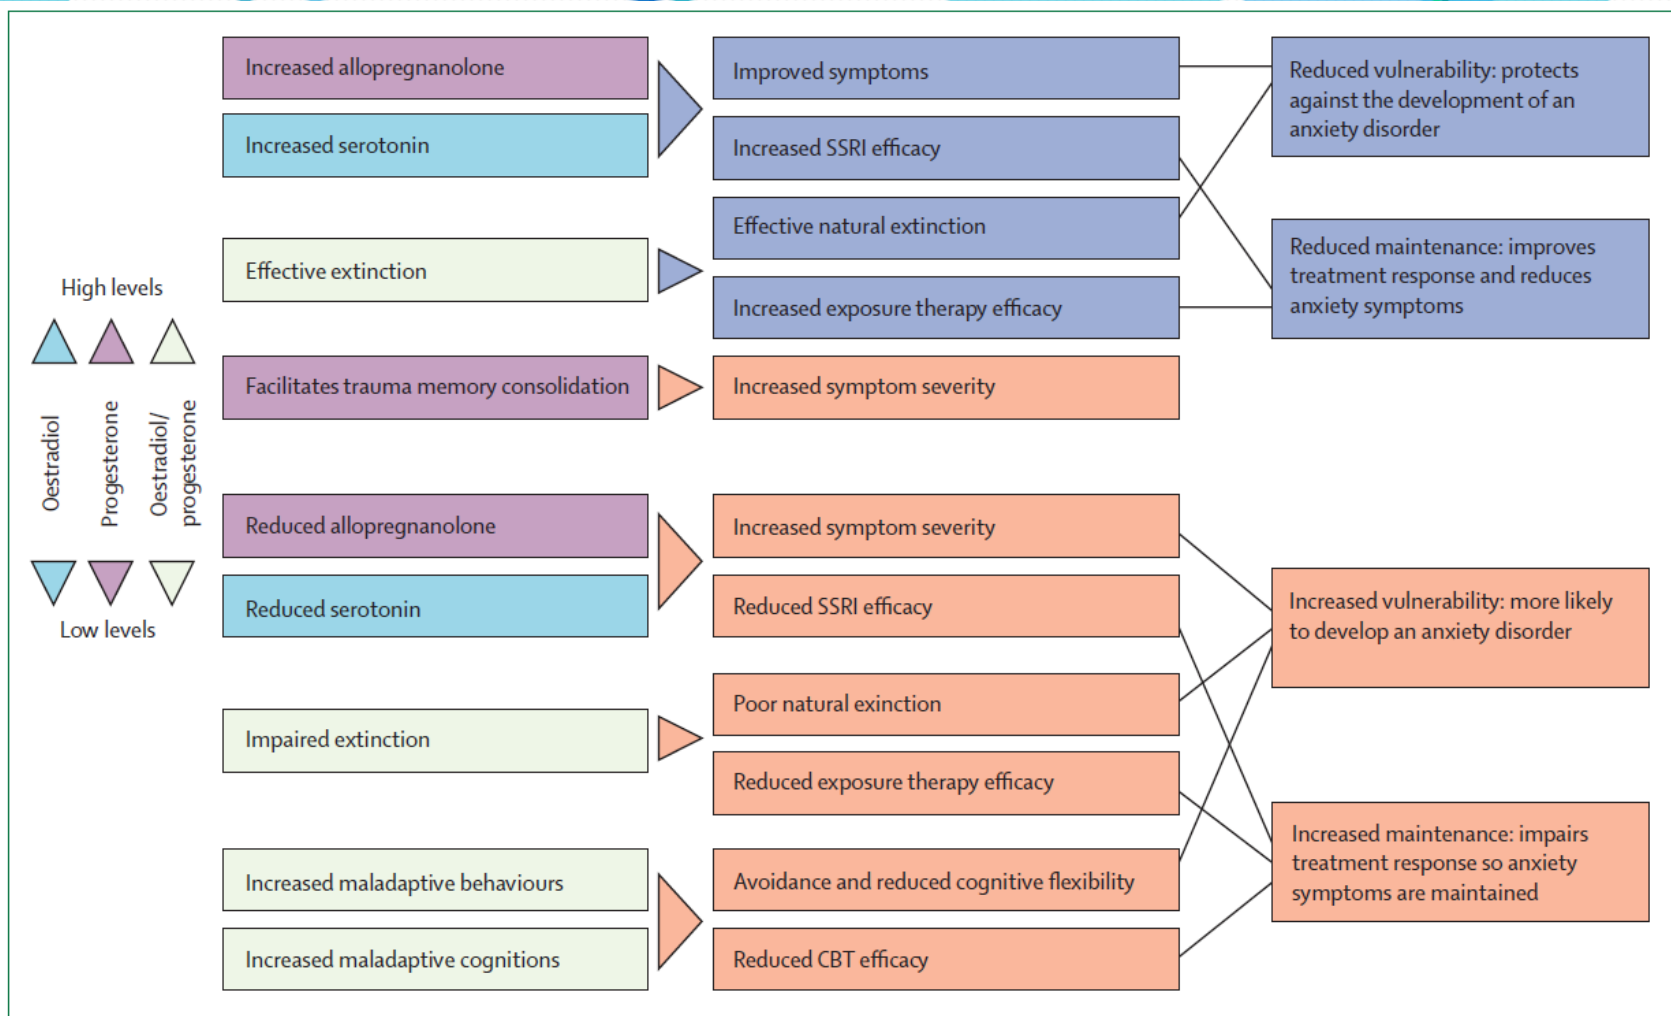 Increased allopregnanolone
Increased serotonin
Effective extinction
Facilitates trauma memory consolidation
Reduced allopregnanolone
Reduced serotonin
Impaired extinction
Increased maladaptive behaviours
Increased maladaptive cognitions
High levels
Oestradiol
Progesterone
Oestradiol/
progesterone
Low levels
Improved symptoms
Increased SSRI efficacy
Effective natural extinction
Increased exposure therapy efficacy
Increased symptom severity
Increased symptom severity
Reduced SSRI efficacy
Poor natural exinction
Reduced exposure therapy efficacy
Avoidance and reduced cognitive flexibility
Reduced CBT efficacy
Reduced vulnerability: protects
against the development of an
anxiety disorder
Reduced maintenance: improves
treatment response and reduces
anxiety symptoms
Increased vulnerability: more likely
to develop an anxiety disorder
Increased maintenance: impairs
treatment response so anxiety
symptoms are maintained